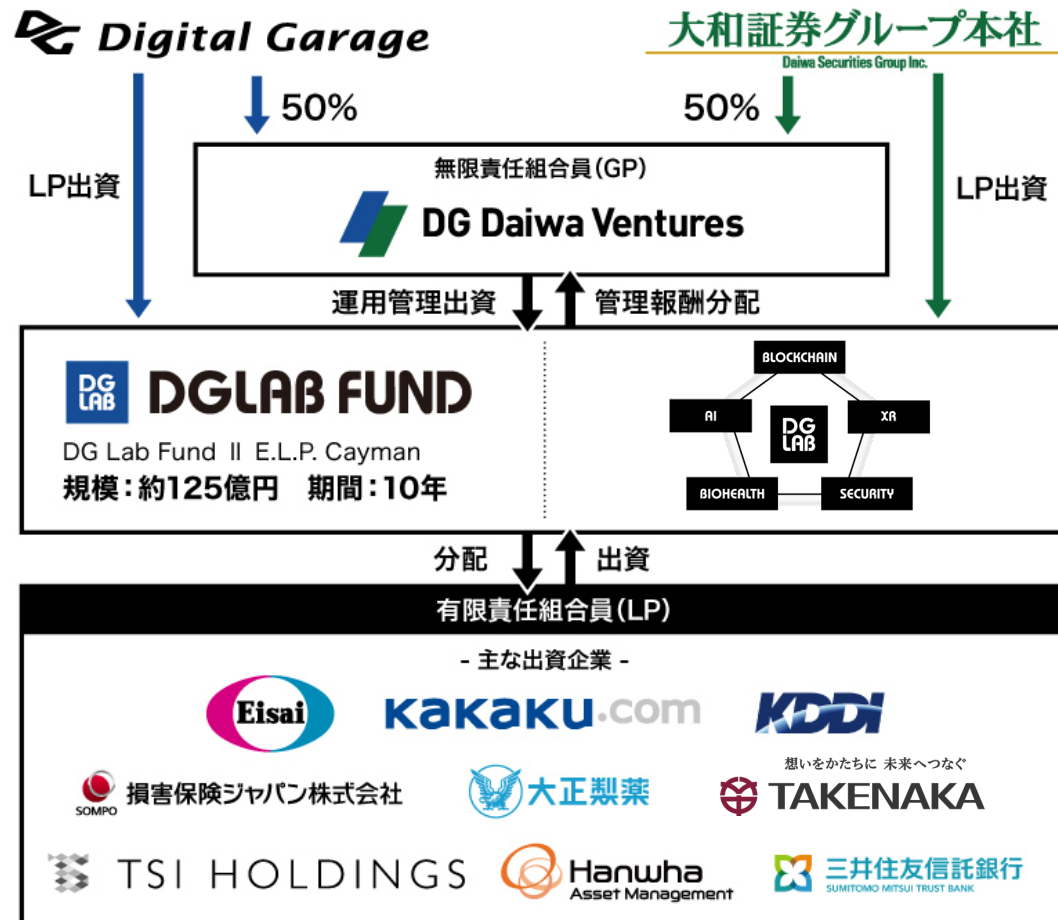 DG Digital Garage
大和証券グループ本社
Daiwa Securities Group Inc.
50%
50%
LP出資
LP出資
無限責任組合員(GP)
DG Daiwa Ventures
運用管理出資
管理報酬分配
DG LAB
DGLAB FUND
DG Lab Fund Ⅱ E.L.P. Cayman
規模:約125億円 期間:10年
BLOCKCHAIN
AI
XR
DG LAB
BIOHEALTH
SECURITY
分配
出資
有限責任組合員(LP)
- 主な出資企業 -
Eisai
kakaku.com
KDDI
SOMPO
損害保険ジャパン株式会社
大正製薬
想いをかたちに 未来へつなぐ
TAKENAKA
TSI HOLDINGS
Hanwha
Asset Management
三井住友信託銀行
SUMITOMO MITSUI TRUST BANK